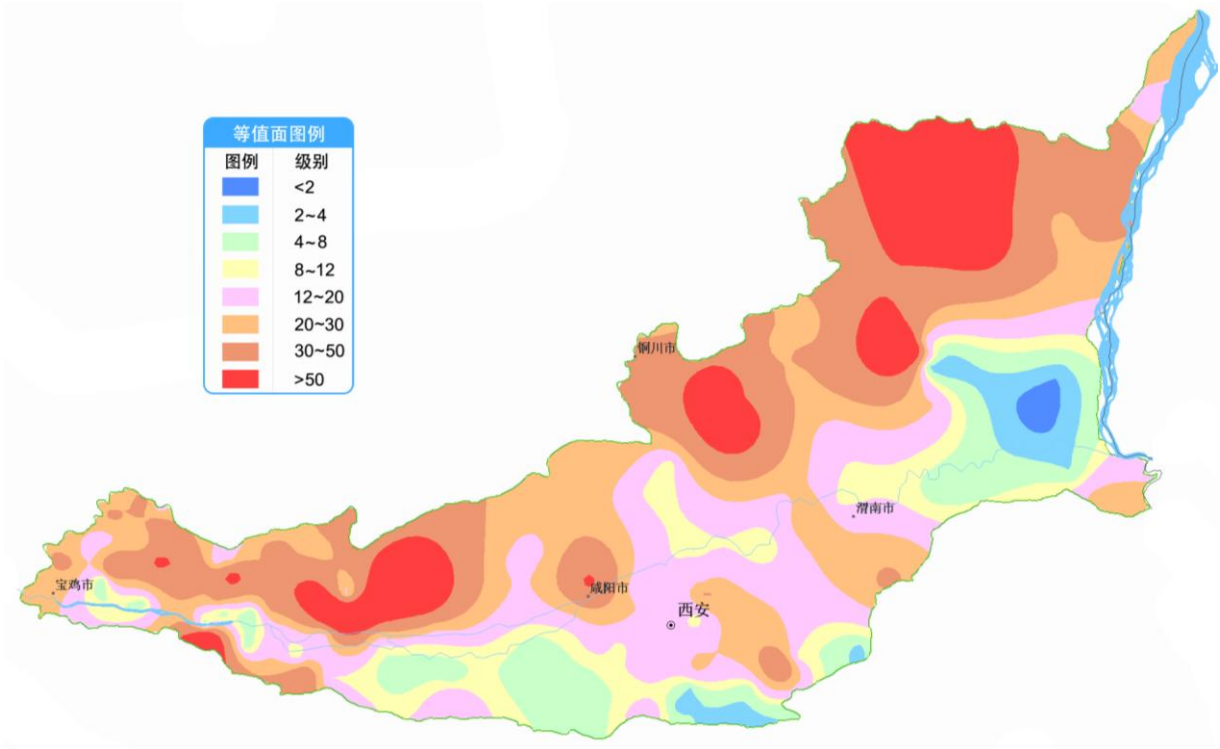 等值面图例
图例 级别
<2
2~4
4~8
8~12
12~20
20~30
30~50
>50
铜川市
渭南市
宝鸡市
咸阳市
西安